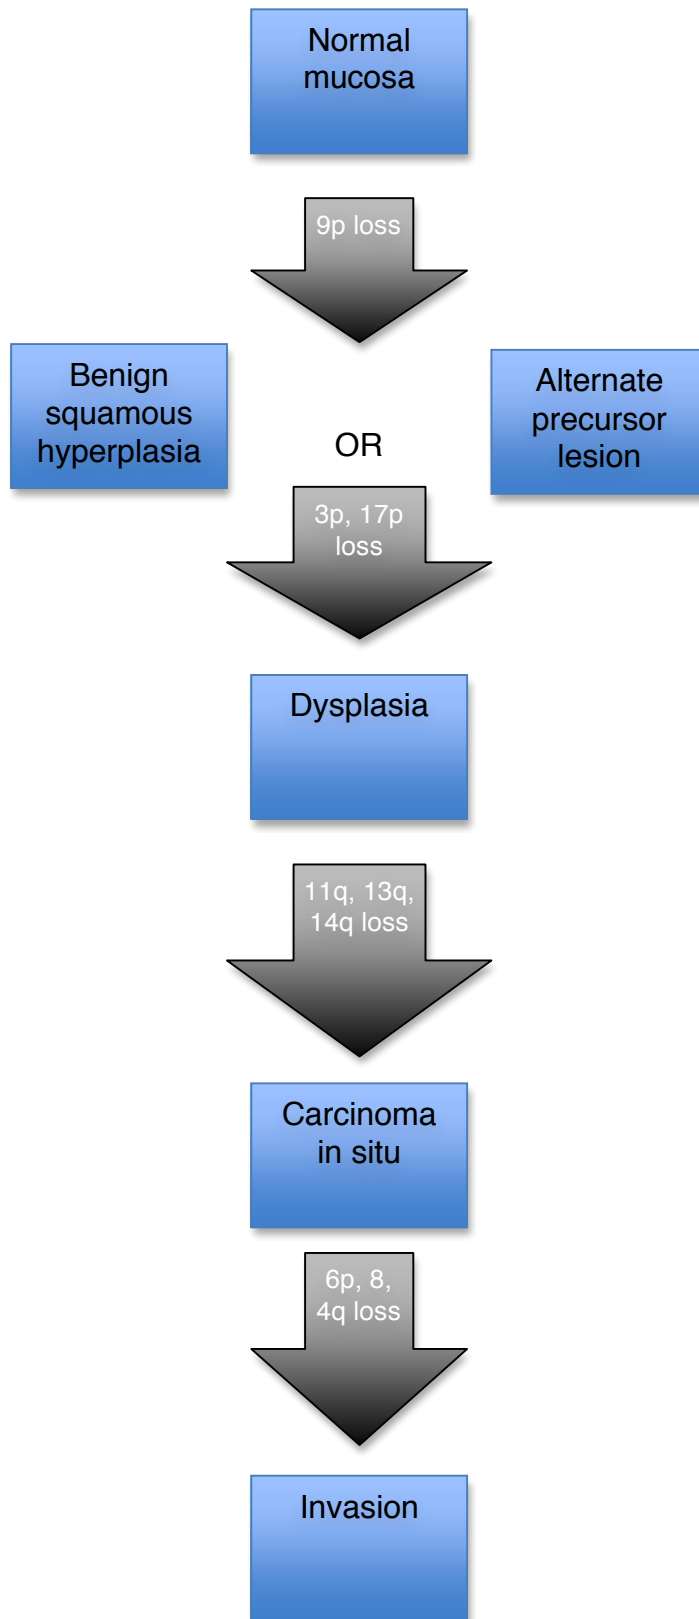 Normal
mucosa
9p loss
Benign
squamous
hyperplasia
OR
Alternate
precursor
lesion
3p, 17p
loss
Dysplasia
11q, 13q,
14q loss
Carcinoma
in situ
6p, 8,
4q loss
Invasion